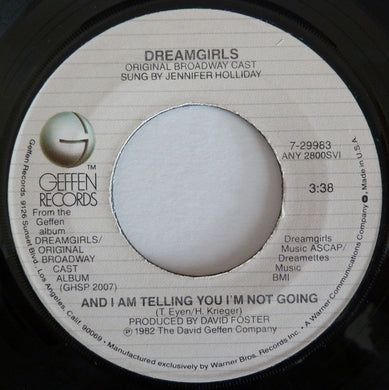 DREAMGIRLS
ORIGINAL BROADWAY CAST
SUNG BY JENNIFER HOLLIDAY
G
TM
GEFFEN
RECORDS
7-29983
ANY 2800SVI
3:38
From the
Geffen
album
DREAMGIRLS/
ORIGINAL
BROADWAY
CAST
ALBUM
(GHSP 2007)
Dreamgirls
Music ASCAP/
Dreamettes
Music
BMI
AND I AM TELLING YOU I'M NOT GOING
(T. Eyen/H. Krieger)
PRODUCED BY DAVID FOSTER
℗ 1982 The David Geffen Company
Geffen Records 9126 Sunset Blvd., Los Angeles, Calif. 90069 • Manufactured exclusively by Warner Bros. Records Inc., A Warner Communications Company • Made in U.S.A.